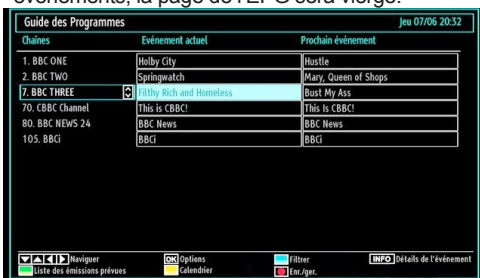 évènements, la page de l'EPG sera vierge.
Guide des Programmes Jeu 07/06 20:32
Chaînes Evénement actuel Prochain événement
1. BBC ONE Holby City Hustle
2. BBC TWO Springwatch Mary, Queen of Shops
7. BBC THREE Filthy Rich and Homeless Bust My Ass
70. CBBC Channel This is CBBC! This Is CBBC!
80. BBC NEWS 24 BBC News BBC News
105. BBCi BBCi BBCi
Naviguer OK Options Filtrer INFO Détails de l'événement
Liste des émissions prévues Calendrier Enr./ger.